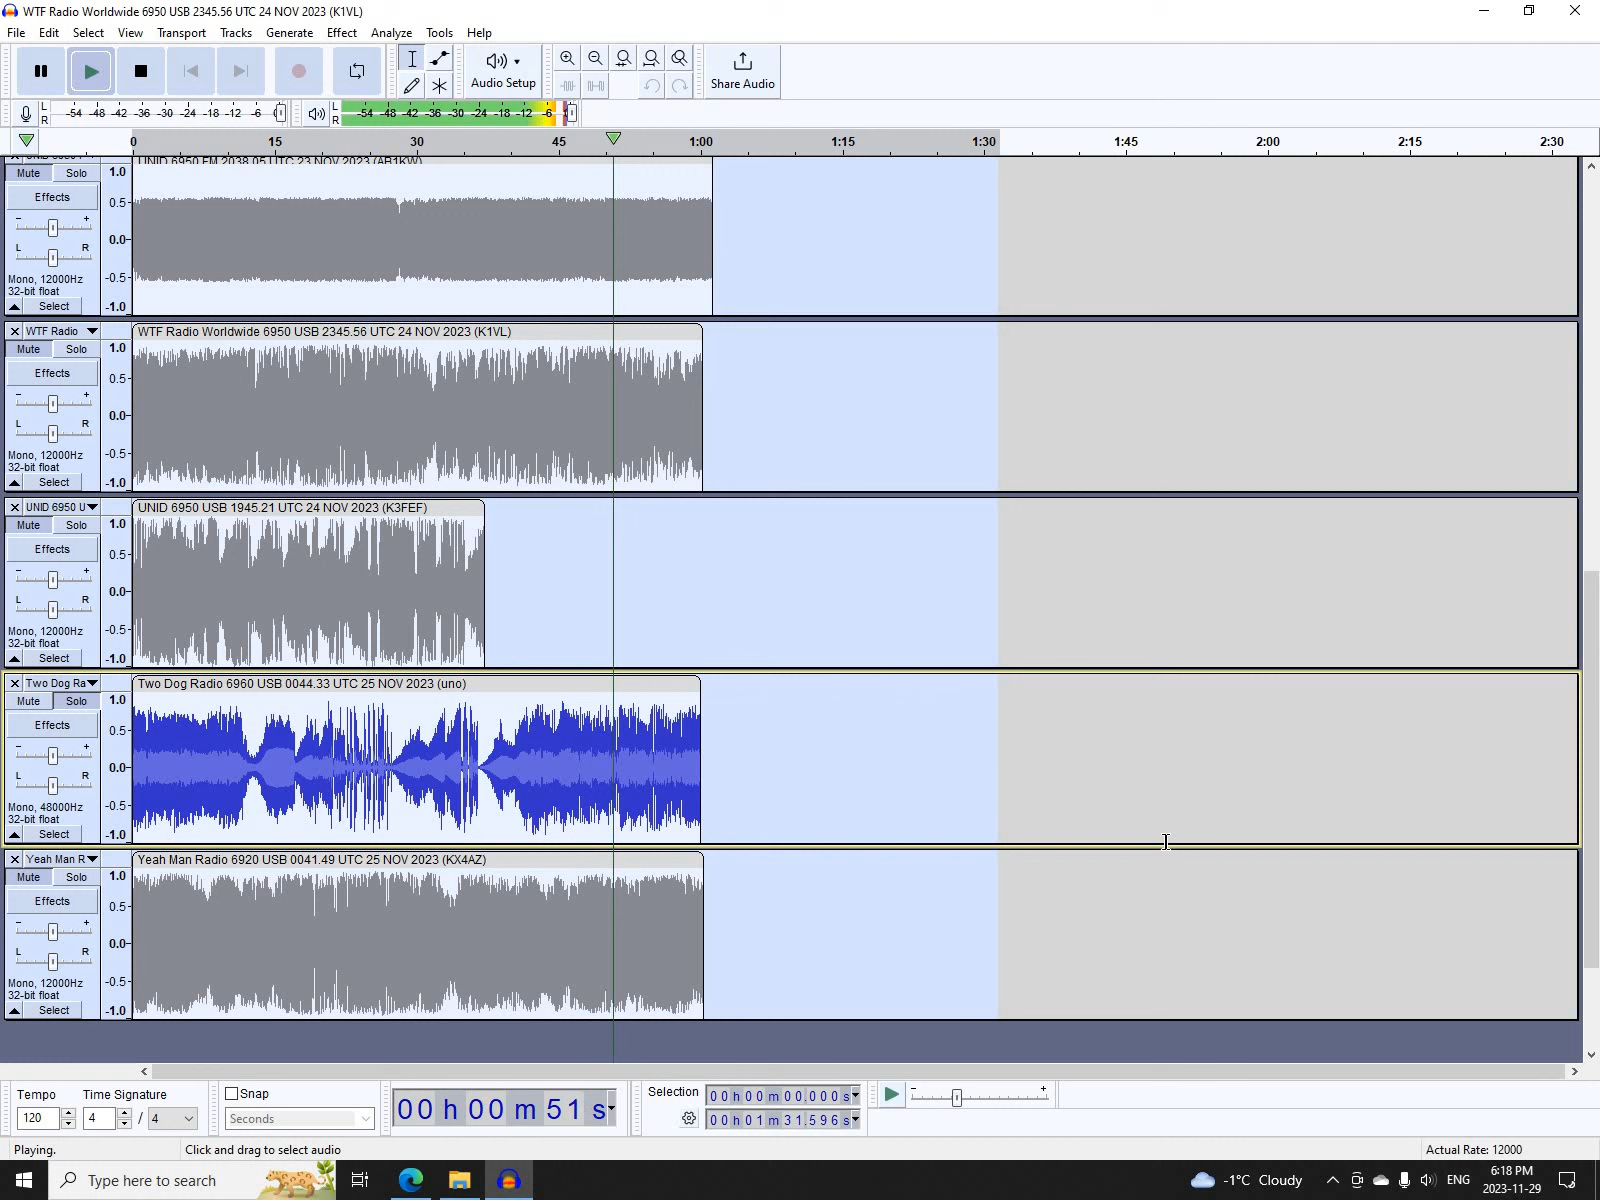 WTF Radio Worldwide 6950 USB 2345.56 UTC 24 NOV 2023 (K1VL)
File Edit Select View Transport Tracks Generate Effect Analyze Tools Help
Audio Setup Share Audio
L R -54 -48 -42 -36 -30 -24 -18 -12 -6 L R -54 -48 -42 -36 -30 -24 -18 -12 -6
0 15 30 45 1:00 1:15 1:30 1:45 2:00 2:15 2:30
UNID 6950 FM 2038.05 UTC 23 NOV 2023 (AB1KW)
Mute Solo 1.0
Effects 0.5
- +
L R 0.0
Mono, 12000Hz -0.5
32-bit float
Select -1.0
WTF Radio WTF Radio Worldwide 6950 USB 2345.56 UTC 24 NOV 2023 (K1VL)
Mute Solo 1.0
Effects 0.5
- +
L R 0.0
Mono, 12000Hz -0.5
32-bit float
Select -1.0
UNID 6950 U UNID 6950 USB 1945.21 UTC 24 NOV 2023 (K3FEF)
Mute Solo 1.0
Effects 0.5
- +
L R 0.0
Mono, 12000Hz -0.5
32-bit float
Select -1.0
Two Dog Ra Two Dog Radio 6960 USB 0044.33 UTC 25 NOV 2023 (uno)
Mute Solo 1.0
Effects 0.5
- +
L R 0.0
Mono, 48000Hz -0.5
32-bit float
Select -1.0
Yeah Man R Yeah Man Radio 6920 USB 0041.49 UTC 25 NOV 2023 (KX4AZ)
Mute Solo 1.0
Effects 0.5
- +
L R 0.0
Mono, 12000Hz -0.5
32-bit float
Select -1.0
Tempo Time Signature Snap Selection 00h00m00.000s
120 4 / 4 Seconds 00h00m51s 00h01m31.596s
Playing. Click and drag to select audio Actual Rate: 12000
Type here to search -1°C Cloudy ENG 6:18 PM
2023-11-29